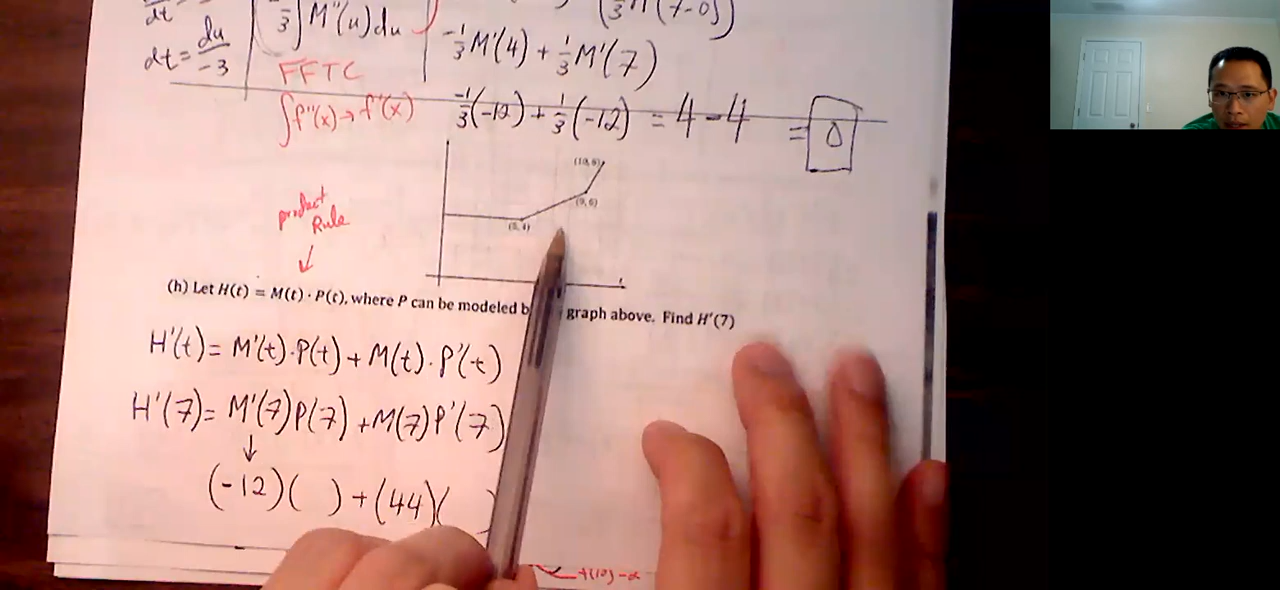 dt
dt = du/-3
-1/3 ∫ M''(u) du
-1/3 M'(4) + 1/3 M'(7)
FFTC
∫f''(x) → f'(x)
-1/3(-12) + 1/3(-12) = 4 - 4 = 0
(10, 8)
(9, 6)
(5, 4)
t
product
Rule
(h) Let H(t) = M(t) · P(t), where P can be modeled b graph above. Find H'(7)
H'(t) = M'(t) · P(t) + M(t) · P'(t)
H'(7) = M'(7)P(7) + M(7)P'(7)
(-12)( ) + (44)( )